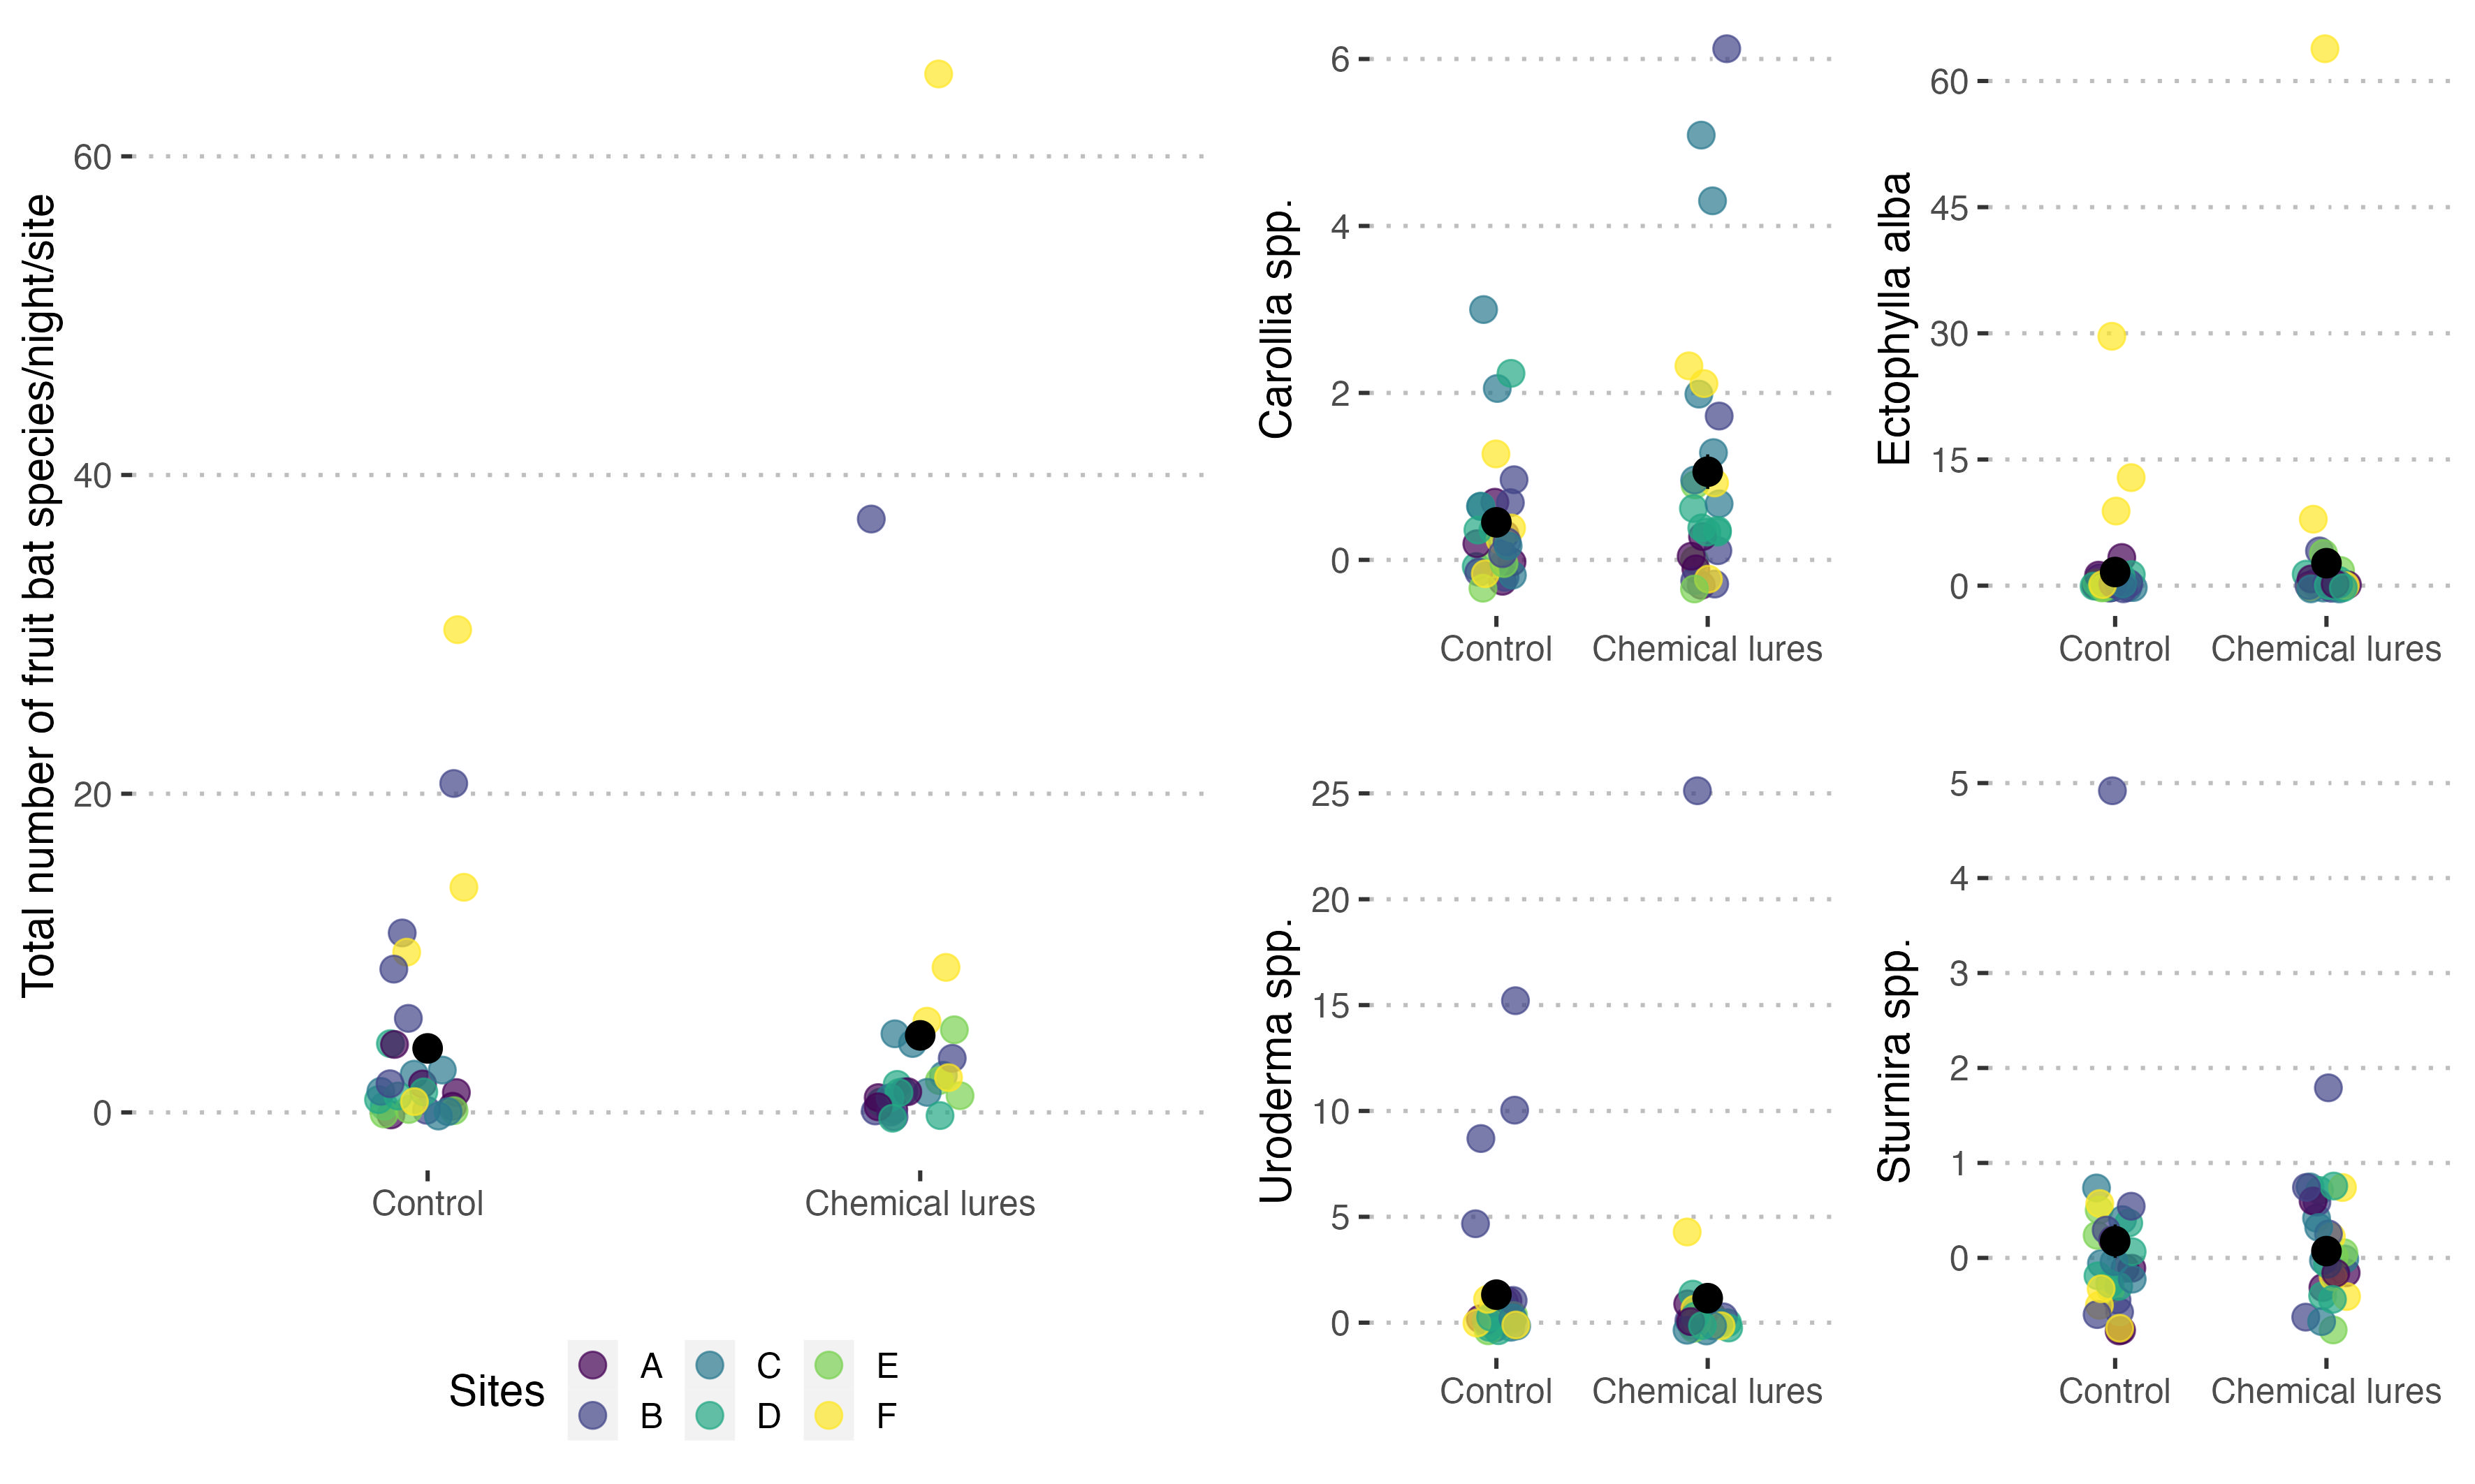 Total number of fruit bat species/night/site
60
40
20
0
Control
Chemical lures
Carollia spp.
6
4
2
0
Control
Chemical lures
Ectophylla alba
60
45
30
15
0
Control
Chemical lures
Uroderma spp.
25
20
15
10
5
0
Control
Chemical lures
Sturnira spp.
5
4
3
2
1
0
Control
Chemical lures
Sites
A
C
E
B
D
F